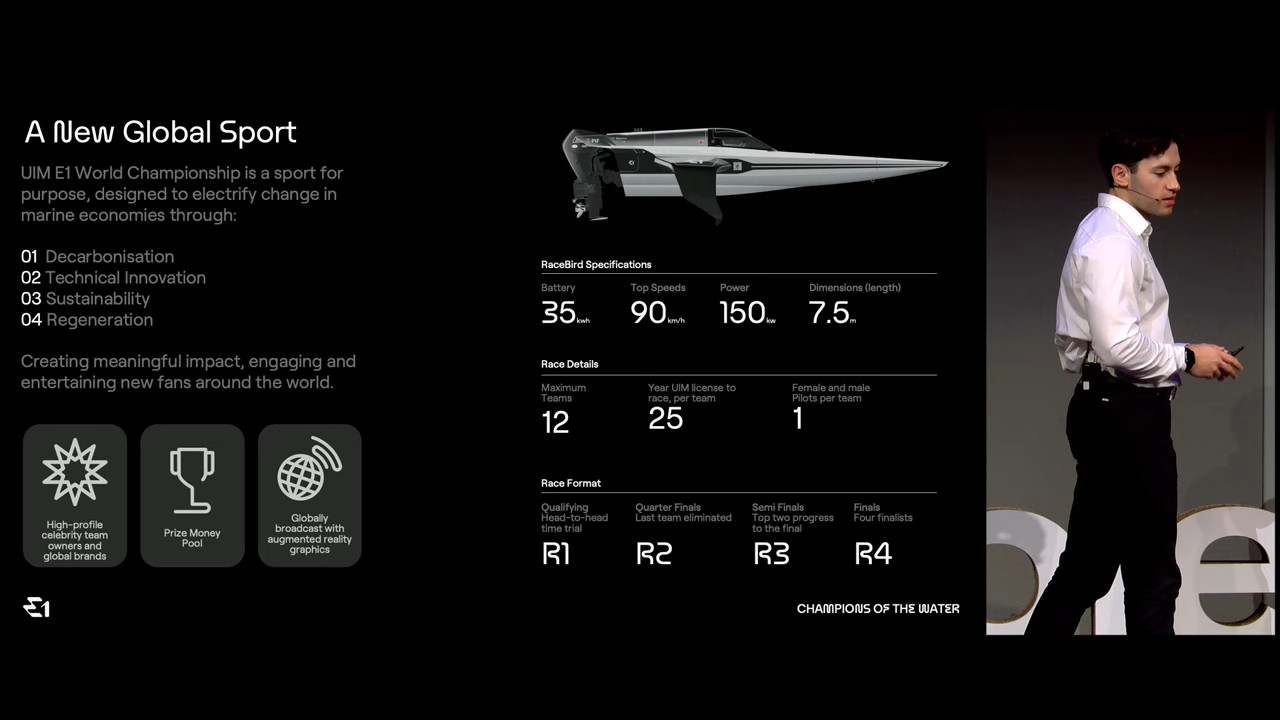 A New Global Sport
UIM E1 World Championship is a sport for
purpose, designed to electrify change in
marine economies through:
01 Decarbonisation
02 Technical Innovation
03 Sustainability
04 Regeneration
Creating meaningful impact, engaging and
entertaining new fans around the world.
High-profile
celebrity team
owners and
global brands
Prize Money
Pool
Globally
broadcast with
augmented reality
graphics
E1
RaceBird Specifications
Battery
35kwh
Top Speeds
90km/h
Power
150kw
Dimensions (length)
7.5m
Race Details
Maximum
Teams
12
Year UIM license to
race, per team
25
Female and male
Pilots per team
1
Race Format
Qualifying
Head-to-head
time trial
R1
Quarter Finals
Last team eliminated
R2
Semi Finals
Top two progress
to the final
R3
Finals
Four finalists
R4
CHAMPIONS OF THE WATER